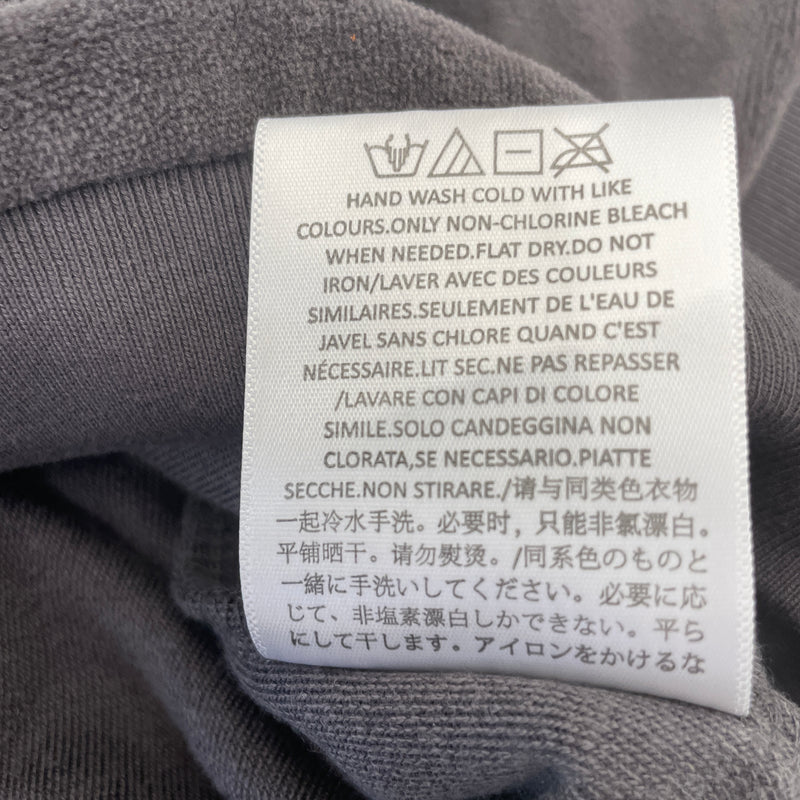 HAND WASH COLD WITH LIKE
COLOURS.ONLY NON-CHLORINE BLEACH
WHEN NEEDED.FLAT DRY.DO NOT
IRON/LAVER AVEC DES COULEURS
SIMILAIRES.SEULEMENT DE L'EAU DE
JAVEL SANS CHLORE QUAND C'EST
NÉCESSAIRE.LIT SEC.NE PAS REPASSER
/LAVARE CON CAPI DI COLORE
SIMILE.SOLO CANDEGGINA NON
CLORATA,SE NECESSARIO.PIATTE
SECCHE.NON STIRARE./请与同类色衣物
一起冷水手洗。必要时，只能非氯漂白。
平铺晒干。请勿熨烫。/同系色のものと
一緒に手洗いしてください。必要に応
じて、非塩素漂白しかできない。平ら
にして干します。アイロンをかけるな